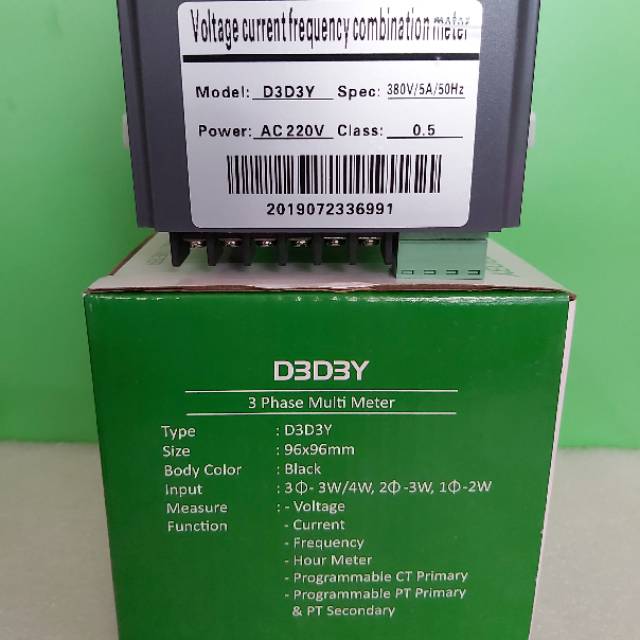 Voltage current frequency combination meter
Model: D3D3Y Spec: 380V/5A/50Hz
Power: AC220V Class: 0.5
2019072336991
D3D3Y
3 Phase Multi Meter
Type : D3D3Y
Size : 96x96mm
Body Color : Black
Input : 3Φ- 3W/4W, 2Φ-3W, 1Φ-2W
Measure : - Voltage
Function - Current
- Frequency
- Hour Meter
- Programmable CT Primary
- Programmable PT Primary
& PT Secondary